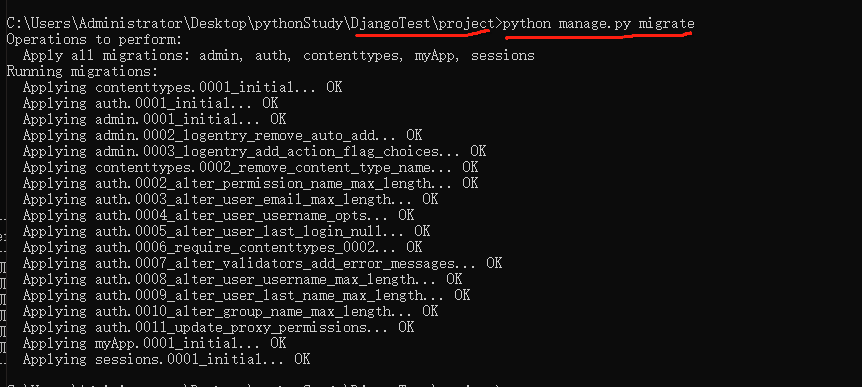 C:\Users\Administrator\Desktop\pythonStudy\DjangoTest\project>python manage.py migrate
Operations to perform:
  Apply all migrations: admin, auth, contenttypes, myApp, sessions
Running migrations:
  Applying contenttypes.0001_initial... OK
  Applying auth.0001_initial... OK
  Applying admin.0001_initial... OK
  Applying admin.0002_logentry_remove_auto_add... OK
  Applying admin.0003_logentry_add_action_flag_choices... OK
  Applying contenttypes.0002_remove_content_type_name... OK
  Applying auth.0002_alter_permission_name_max_length... OK
  Applying auth.0003_alter_user_email_max_length... OK
  Applying auth.0004_alter_user_username_opts... OK
  Applying auth.0005_alter_user_last_login_null... OK
  Applying auth.0006_require_contenttypes_0002... OK
  Applying auth.0007_alter_validators_add_error_messages... OK
  Applying auth.0008_alter_user_username_max_length... OK
  Applying auth.0009_alter_user_last_name_max_length... OK
  Applying auth.0010_alter_group_name_max_length... OK
  Applying auth.0011_update_proxy_permissions... OK
  Applying myApp.0001_initial... OK
  Applying sessions.0001_initial... OK